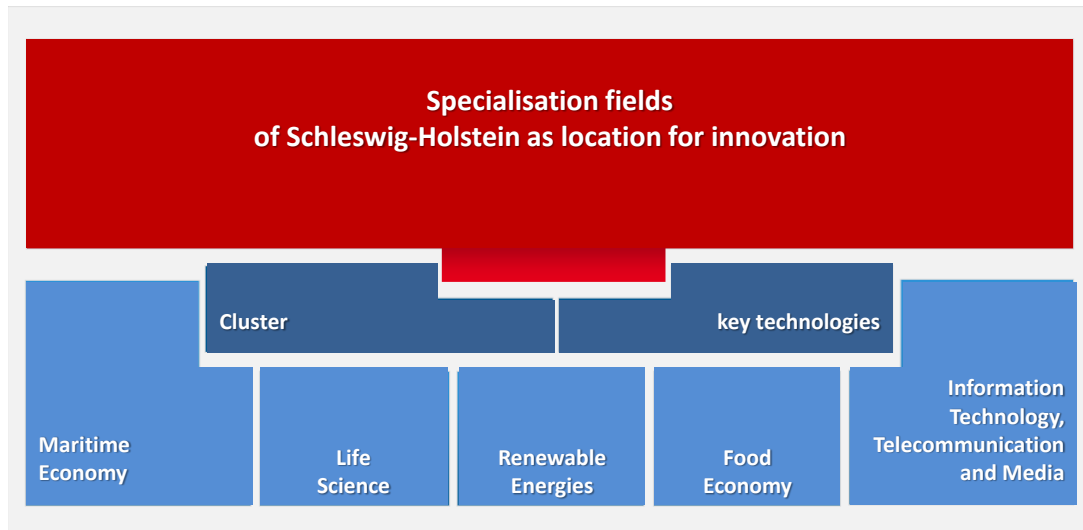 Specialisation fields
of Schleswig-Holstein as location for innovation
Cluster
key technologies
Maritime
Economy
Life
Science
Renewable
Energies
Food
Economy
Information
Technology,
Telecommunication
and Media